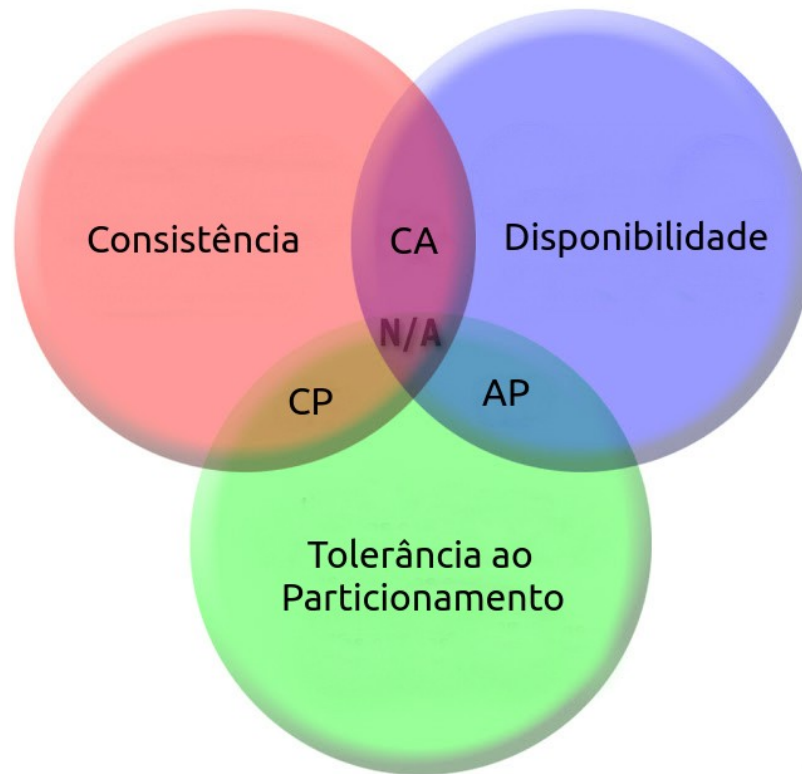 Consistência
CA
Disponibilidade
N/A
CP
AP
Tolerância ao
Particionamento